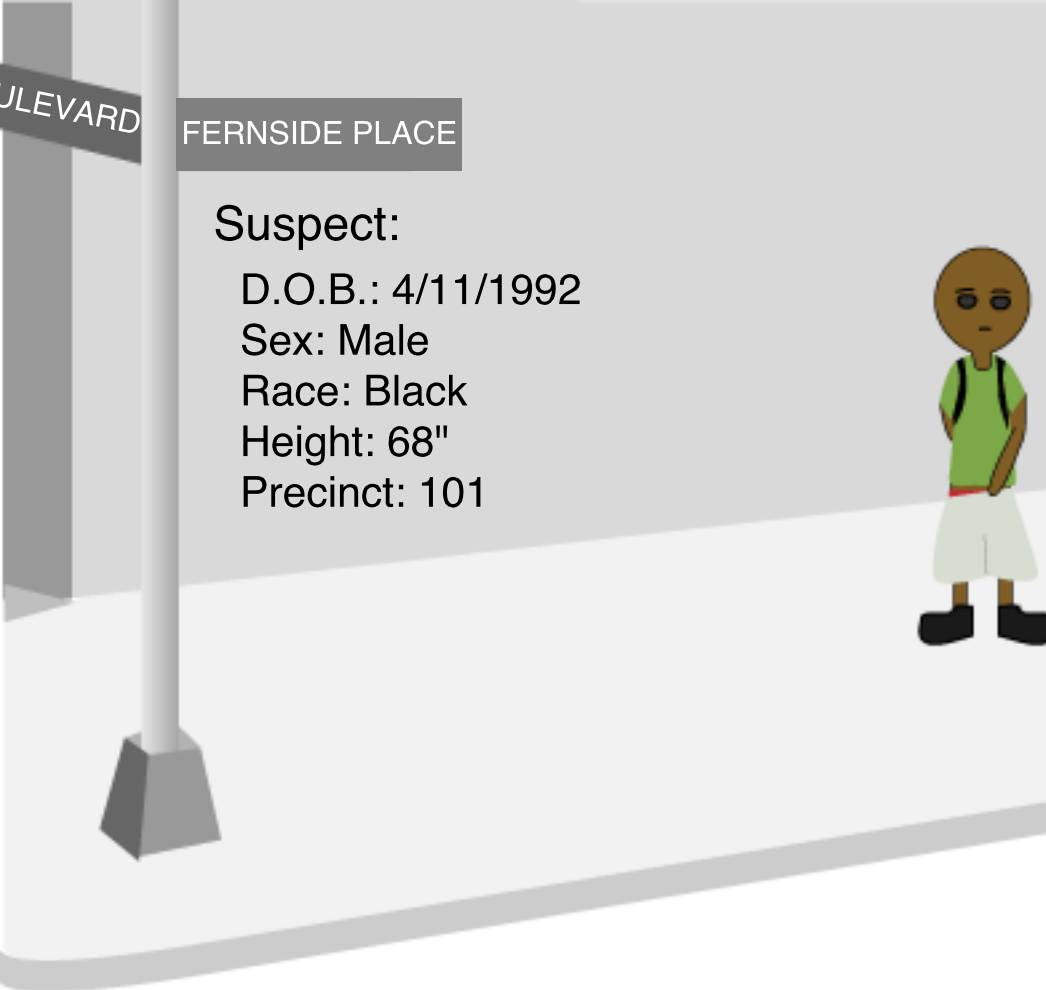 ULEVARD
FERNSIDE PLACE
Suspect:
D.O.B.: 4/11/1992
Sex: Male
Race: Black
Height: 68"
Precinct: 101